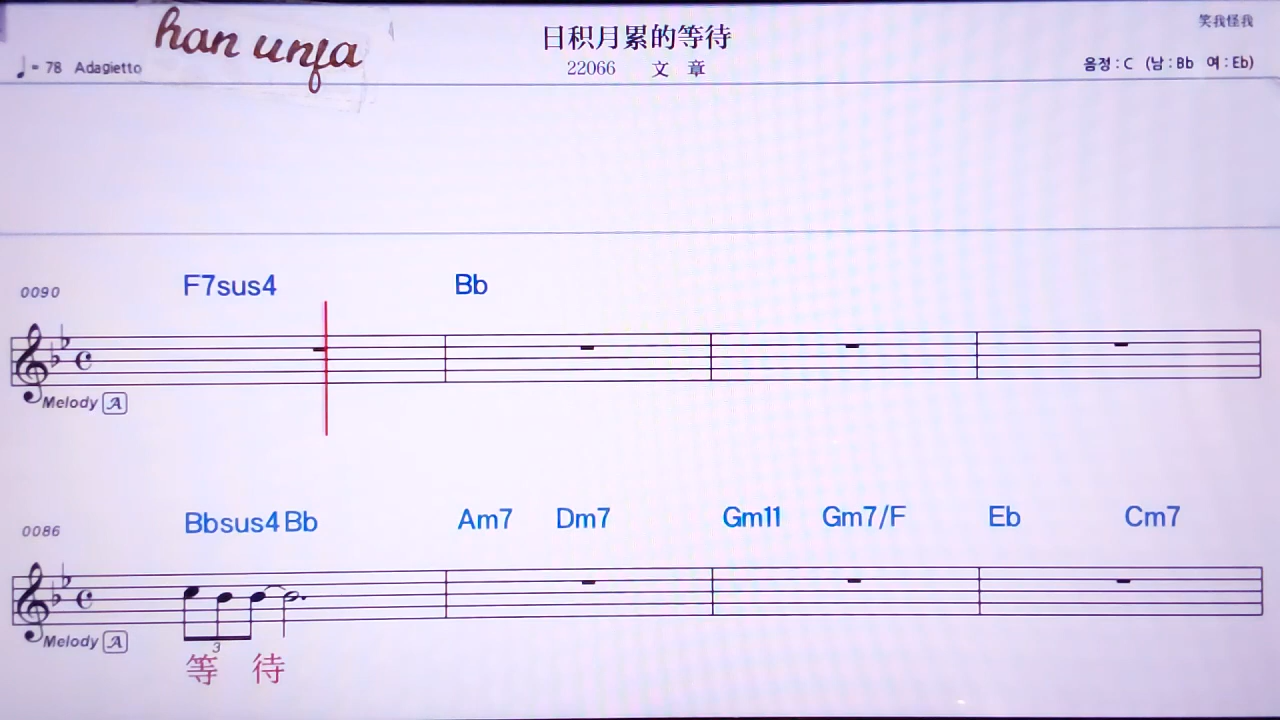 han unfa
日积月累的等待
笑我怪我
= 78 Adagietto
22066 文 章
음정 : C (남 : Bb 여 : Eb)
0090
F7sus4 Bb
Melody A
0086
Bbsus4 Bb Am7 Dm7 Gm11 Gm7/F Eb Cm7
3
Melody A
等 待